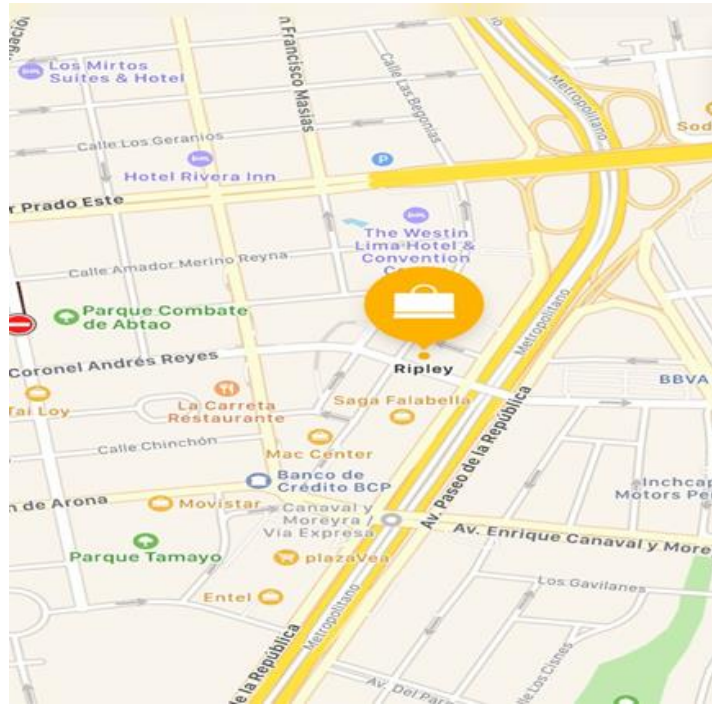 ración
Los Mirtos
Suites & Hotel
n Francisco Masías
Calle Las Begonias
Metropolitano
Sod
Calle Los Geranios
P
Hotel Rivera Inn
r Prado Este
The Westin
Lima Hotel &
Convention
Calle Amador Merino Reyna
Parque Combate
de Abtao
Metropolitano
Coronel Andrés Reyes
Ripley
BBVA
Tai Loy
La Carreta
Restaurante
Saga Falabella
Calle Chinchón
Mac Center
Av. Paseo de la República
Banco de
Crédito BCP
Inchcap
Motors Per
n de Arona
Movistar
Canaval y
Moreyra /
Vía Expresa
Av. Enrique Canaval y More
Parque Tamayo
plazaVea
Los Gavilanes
Entel
Metropolitano
de la República
Los Cisnes
Av. Del Par